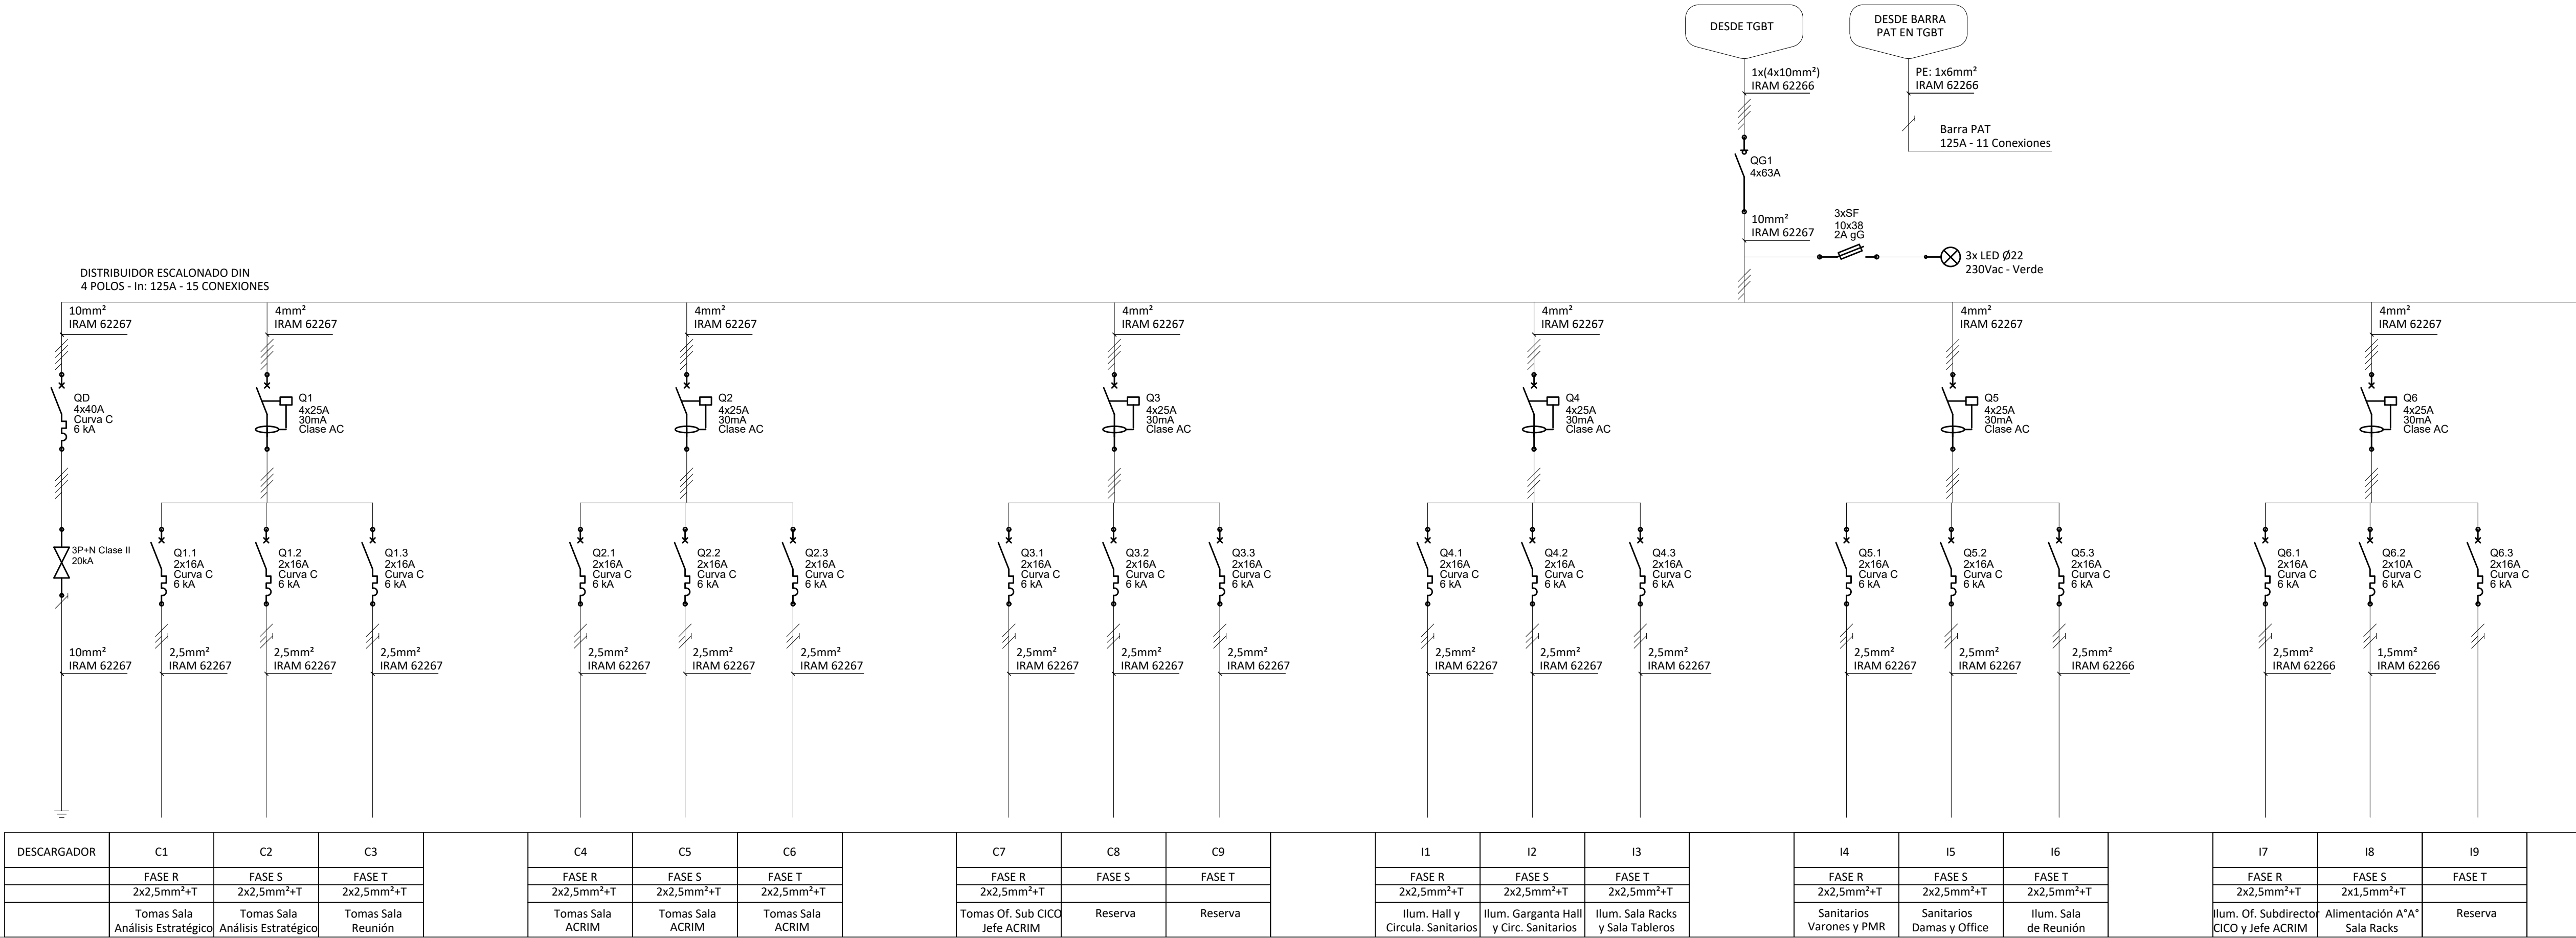 DESDE TGBT
DESDE BARRA
PAT EN TGBT
1x(4x10mm²)
IRAM 62266
PE: 1x6mm²
IRAM 62266
Barra PAT
125A - 11 Conexiones
QG1
4x63A
10mm²
IRAM 62267
3xSF
10x38
2A gG
3x LED Ø22
230Vac - Verde
DISTRIBUIDOR ESCALONADO DIN
4 POLOS - In: 125A - 15 CONEXIONES
10mm²
IRAM 62267
4mm²
IRAM 62267
4mm²
IRAM 62267
4mm²
IRAM 62267
4mm²
IRAM 62267
4mm²
IRAM 62267
4mm²
IRAM 62267
QD
4x40A
Curva C
6 kA
Q1
4x25A
30mA
Clase AC
Q2
4x25A
30mA
Clase AC
Q3
4x25A
30mA
Clase AC
Q4
4x25A
30mA
Clase AC
Q5
4x25A
30mA
Clase AC
Q6
4x25A
30mA
Clase AC
3P+N Clase II
20kA
Q1.1
2x16A
Curva C
6 kA
Q1.2
2x16A
Curva C
6 kA
Q1.3
2x16A
Curva C
6 kA
Q2.1
2x16A
Curva C
6 kA
Q2.2
2x16A
Curva C
6 kA
Q2.3
2x16A
Curva C
6 kA
Q3.1
2x16A
Curva C
6 kA
Q3.2
2x16A
Curva C
6 kA
Q3.3
2x16A
Curva C
6 kA
Q4.1
2x16A
Curva C
6 kA
Q4.2
2x16A
Curva C
6 kA
Q4.3
2x16A
Curva C
6 kA
Q5.1
2x16A
Curva C
6 kA
Q5.2
2x16A
Curva C
6 kA
Q5.3
2x16A
Curva C
6 kA
Q6.1
2x16A
Curva C
6 kA
Q6.2
2x10A
Curva C
6 kA
Q6.3
2x16A
Curva C
6 kA
10mm²
IRAM 62267
2,5mm²
IRAM 62267
2,5mm²
IRAM 62267
2,5mm²
IRAM 62267
2,5mm²
IRAM 62267
2,5mm²
IRAM 62267
2,5mm²
IRAM 62267
2,5mm²
IRAM 62267
2,5mm²
IRAM 62267
2,5mm²
IRAM 62267
2,5mm²
IRAM 62267
2,5mm²
IRAM 62267
2,5mm²
IRAM 62267
2,5mm²
IRAM 62267
2,5mm²
IRAM 62267
2,5mm²
IRAM 62266
2,5mm²
IRAM 62266
1,5mm²
IRAM 62266
DESCARGADOR C1 C2 C3 C4 C5 C6 C7 C8 C9 I1 I2 I3 I4 I5 I6 I7 I8 I9
FASE R FASE S FASE T FASE R FASE S FASE T FASE R FASE S FASE T FASE R FASE S FASE T FASE R FASE S FASE T FASE R FASE S FASE T
2x2,5mm²+T 2x2,5mm²+T 2x2,5mm²+T 2x2,5mm²+T 2x2,5mm²+T 2x2,5mm²+T 2x2,5mm²+T 2x2,5mm²+T 2x2,5mm²+T 2x2,5mm²+T 2x2,5mm²+T 2x2,5mm²+T 2x2,5mm²+T 2x2,5mm²+T 2x1,5mm²+T
Tomas Sala
Análisis Estratégico
Tomas Sala
Análisis Estratégico
Tomas Sala
Reunión
Tomas Sala
ACRIM
Tomas Sala
ACRIM
Tomas Sala
ACRIM
Tomas Of. Sub CICO
Jefe ACRIM
Reserva
Reserva
Ilum. Hall y
Circula. Sanitarios
Ilum. Garganta Hall
y Circ. Sanitarios
Ilum. Sala Racks
y Sala Tableros
Sanitarios
Varones y PMR
Sanitarios
Damas y Office
Ilum. Sala
de Reunión
Ilum. Of. Subdirector
CICO y Jefe ACRIM
Alimentación A°A°
Sala Racks
Reserva